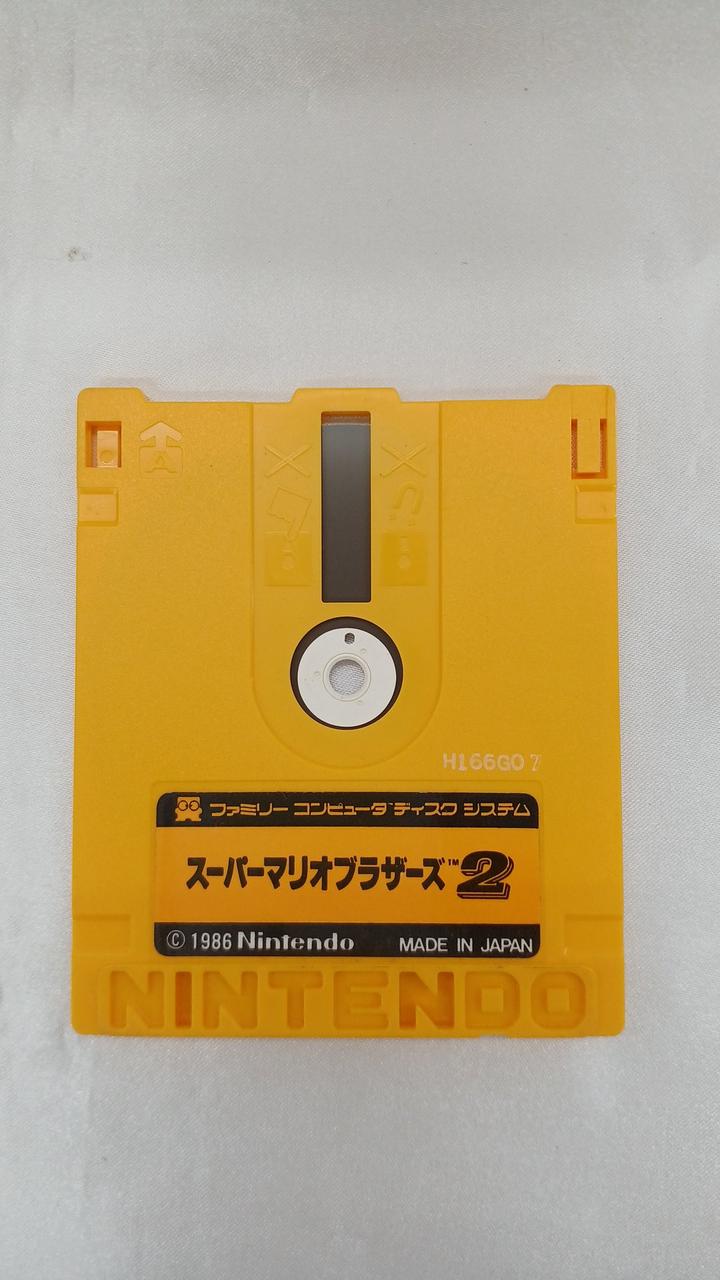 A
H166G0 7
ファミリー コンピュータ ディスク システム
スーパーマリオブラザーズ™2
© 1986 Nintendo MADE IN JAPAN
NINTENDO